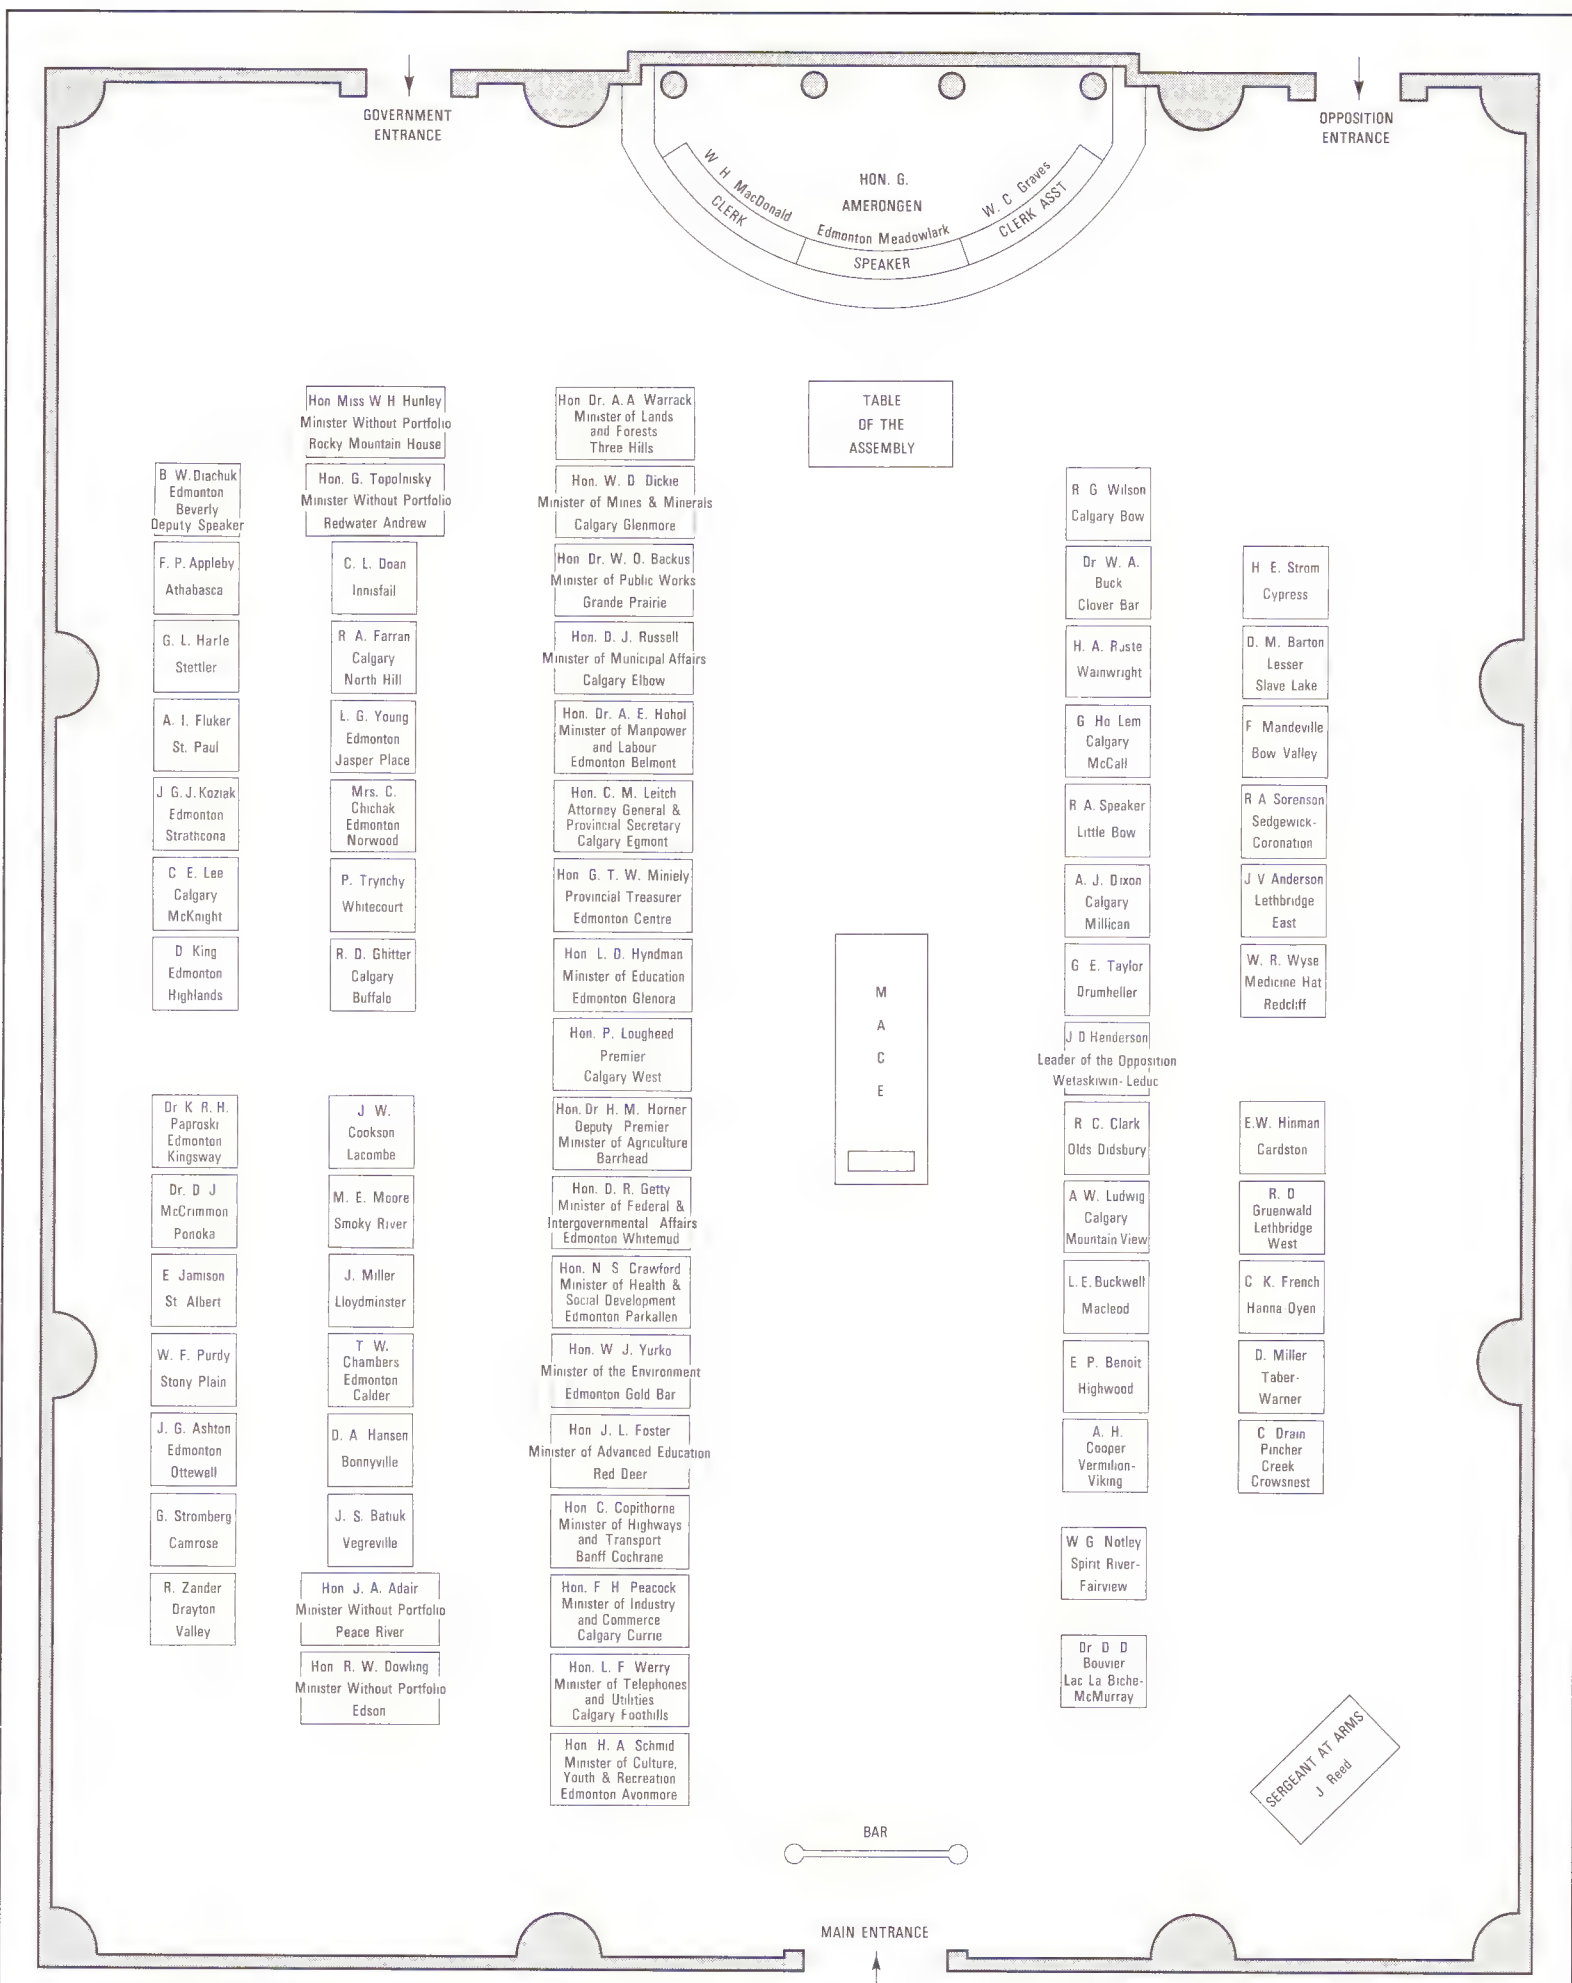 GOVERNMENT
ENTRANCE
OPPOSITION
ENTRANCE
W H MacDonald
CLERK
HON. G.
AMERONGEN
Edmonton Meadowlark
SPEAKER
W. C Graves
CLERK ASST
TABLE
OF THE
ASSEMBLY
B W. Diachuk
Edmonton
Beverly
Deputy Speaker
F. P. Appleby
Athabasca
G. L. Harle
Stettler
A. I. Fluker
St. Paul
J G. J. Koziak
Edmonton
Strathcona
C E. Lee
Calgary
McKnight
D King
Edmonton
Highlands
Dr K R. H.
Paproski
Edmonton
Kingsway
Dr. D J
McCrimmon
Ponoka
E Jamison
St Albert
W. F. Purdy
Stony Plain
J. G. Ashton
Edmonton
Ottewell
G. Stromberg
Camrose
R. Zander
Drayton
Valley
Hon Miss W H Hunley
Minister Without Portfolio
Rocky Mountain House
Hon. G. Topolnisky
Minister Without Portfolio
Redwater Andrew
C. L. Doan
Innisfail
R A. Farran
Calgary
North Hill
L. G. Young
Edmonton
Jasper Place
Mrs. C.
Chichak
Edmonton
Norwood
P. Trynchy
Whitecourt
R. D. Ghitter
Calgary
Buffalo
J W.
Cookson
Lacombe
M. E. Moore
Smoky River
J. Miller
Lloydminster
T W.
Chambers
Edmonton
Calder
D. A Hansen
Bonnyville
J. S. Batiuk
Vegreville
Hon J. A. Adair
Minister Without Portfolio
Peace River
Hon R. W. Dowling
Minister Without Portfolio
Edson
Hon Dr. A. A Warrack
Minister of Lands
and Forests
Three Hills
Hon. W. D Dickie
Minister of Mines & Minerals
Calgary Glenmore
Hon Dr. W. O. Backus
Minister of Public Works
Grande Prairie
Hon. D. J. Russell
Minister of Municipal Affairs
Calgary Elbow
Hon. Dr. A. E. Hohol
Minister of Manpower
and Labour
Edmonton Belmont
Hon. C. M. Leitch
Attorney General &
Provincial Secretary
Calgary Egmont
Hon G. T. W. Miniely
Provincial Treasurer
Edmonton Centre
Hon L. D. Hyndman
Minister of Education
Edmonton Glenora
Hon. P. Lougheed
Premier
Calgary West
Hon. Dr H. M. Horner
Deputy Premier
Minister of Agriculture
Barrhead
Hon. D. R. Getty
Minister of Federal &
Intergovernmental Affairs
Edmonton Whitemud
Hon. N S Crawford
Minister of Health &
Social Development
Edmonton Parkallen
Hon. W J. Yurko
Minister of the Environment
Edmonton Gold Bar
Hon J. L. Foster
Minister of Advanced Education
Red Deer
Hon C. Copithorne
Minister of Highways
and Transport
Banff Cochrane
Hon. F H Peacock
Minister of Industry
and Commerce
Calgary Currie
Hon. L. F Werry
Minister of Telephones
and Utilities
Calgary Foothills
Hon H. A Schmid
Minister of Culture,
Youth & Recreation
Edmonton Avonmore
M
A
C
E
R G Wilson
Calgary Bow
Dr W. A.
Buck
Clover Bar
H. A. Ruste
Wainwright
G Ho Lem
Calgary
McCall
R A. Speaker
Little Bow
A. J. Dixon
Calgary
Millican
G E. Taylor
Drumheller
J D Henderson
Leader of the Opposition
Wetaskiwin- Leduc
R C. Clark
Olds Didsbury
A W. Ludwig
Calgary
Mountain View
L. E. Buckwell
Macleod
E P. Benoit
Highwood
A. H.
Cooper
Vermilion-
Viking
W G Notley
Spirit River-
Fairview
Dr D D
Bouvier
Lac La Biche-
McMurray
H E. Strom
Cypress
D. M. Barton
Lesser
Slave Lake
F Mandeville
Bow Valley
R A Sorenson
Sedgewick-
Coronation
J V Anderson
Lethbridge
East
W. R. Wyse
Medicine Hat
Redcliff
E.W. Hinman
Cardston
R. D
Gruenwald
Lethbridge
West
C K. French
Hanna Oyen
D. Miller
Taber-
Warner
C Drain
Pincher
Creek
Crowsnest
SERGEANT AT ARMS
J Reed
BAR
MAIN ENTRANCE